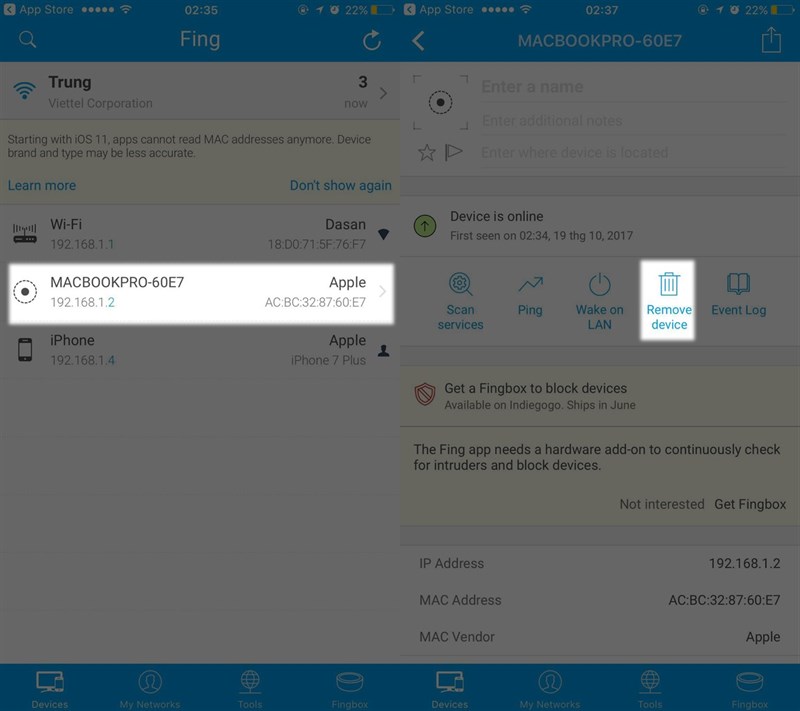 App Store 02:35 22%
Fing
Trung 3
Viettel Corporation now
Starting with iOS 11, apps cannot read MAC addresses anymore. Device
brand and type may be less accurate.
Learn more Don't show again
Wi-Fi Dasan
192.168.1.1 18:D0:71:5F:76:F7
MACBOOKPRO-60E7 Apple
192.168.1.2 AC:BC:32:87:60:E7
iPhone Apple
192.168.1.4 iPhone 7 Plus
Devices My Networks Tools Fingbox
App Store 02:37 22%
MACBOOKPRO-60E7
Enter a name
Enter additional notes
Enter where device is located
Device is online
First seen on 02:34, 19 thg 10, 2017
Scan services
Ping
Wake on LAN
Remove device
Event Log
Get a Fingbox to block devices
Available on Indiegogo. Ships in June
The Fing app needs a hardware add-on to continuously check
for intruders and block devices.
Not interested Get Fingbox
IP Address 192.168.1.2
MAC Address AC:BC:32:87:60:E7
MAC Vendor Apple
Devices My Networks Tools Fingbox